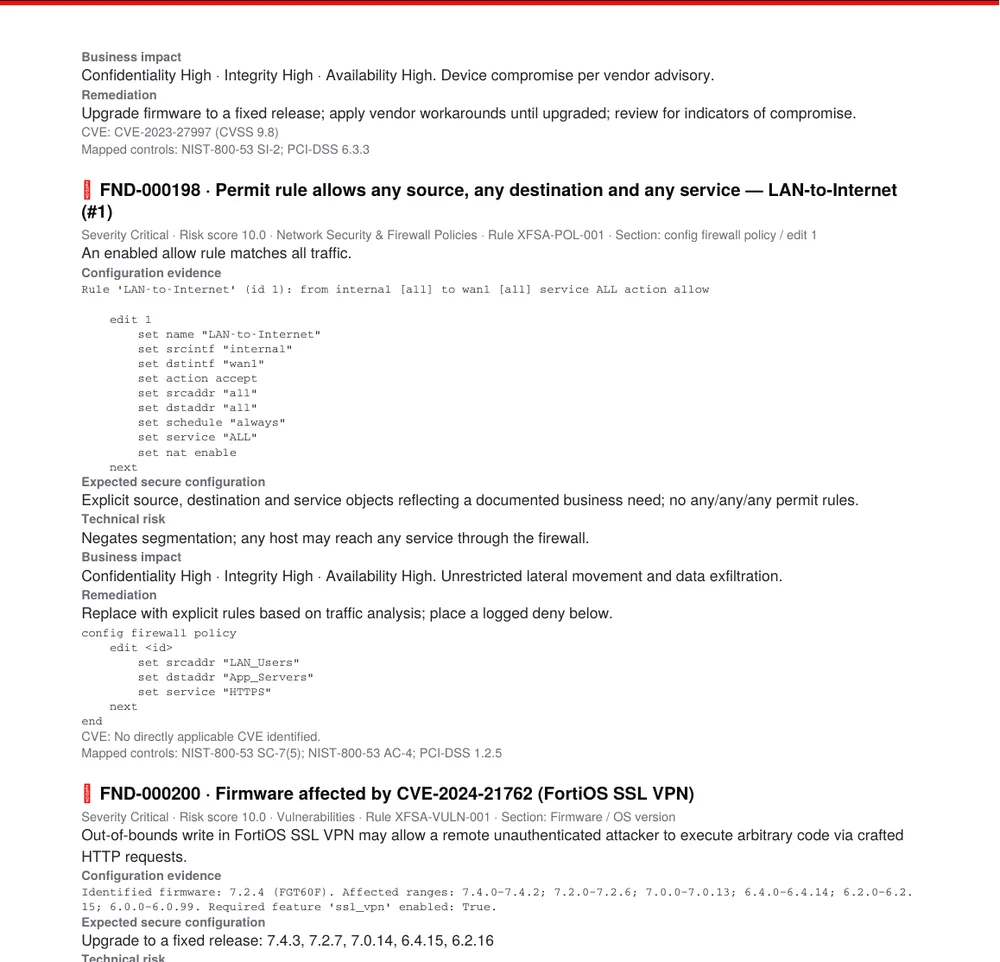 Business impact
Confidentiality High · Integrity High · Availability High. Device compromise per vendor advisory.
Remediation
Upgrade firmware to a fixed release; apply vendor workarounds until upgraded; review for indicators of compromise.
CVE: CVE-2023-27997 (CVSS 9.8)
Mapped controls: NIST-800-53 SI-2; PCI-DSS 6.3.3
FND-000198 · Permit rule allows any source, any destination and any service — LAN-to-Internet
(#1)
Severity Critical · Risk score 10.0 · Network Security & Firewall Policies · Rule XFSA-POL-001 · Section: config firewall policy / edit 1
An enabled allow rule matches all traffic.
Configuration evidence
Rule 'LAN-to-Internet' (id 1): from internal [all] to wan1 [all] service ALL action allow
edit 1
set name "LAN-to-Internet"
set srcintf "internal"
set dstintf "wan1"
set action accept
set srcaddr "all"
set dstaddr "all"
set schedule "always"
set service "ALL"
set nat enable
next
Expected secure configuration
Explicit source, destination and service objects reflecting a documented business need; no any/any/any permit rules.
Technical risk
Negates segmentation; any host may reach any service through the firewall.
Business impact
Confidentiality High · Integrity High · Availability High. Unrestricted lateral movement and data exfiltration.
Remediation
Replace with explicit rules based on traffic analysis; place a logged deny below.
config firewall policy
edit <id>
set srcaddr "LAN_Users"
set dstaddr "App_Servers"
set service "HTTPS"
next
end
CVE: No directly applicable CVE identified.
Mapped controls: NIST-800-53 SC-7(5); NIST-800-53 AC-4; PCI-DSS 1.2.5
FND-000200 · Firmware affected by CVE-2024-21762 (FortiOS SSL VPN)
Severity Critical · Risk score 10.0 · Vulnerabilities · Rule XFSA-VULN-001 · Section: Firmware / OS version
Out-of-bounds write in FortiOS SSL VPN may allow a remote unauthenticated attacker to execute arbitrary code via crafted
HTTP requests.
Configuration evidence
Identified firmware: 7.2.4 (FGT60F). Affected ranges: 7.4.0-7.4.2; 7.2.0-7.2.6; 7.0.0-7.0.13; 6.4.0-6.4.14; 6.2.0-6.2.
15; 6.0.0-6.0.99. Required feature 'ssl_vpn' enabled: True.
Expected secure configuration
Upgrade to a fixed release: 7.4.3, 7.2.7, 7.0.14, 6.4.15, 6.2.16
Technical risk